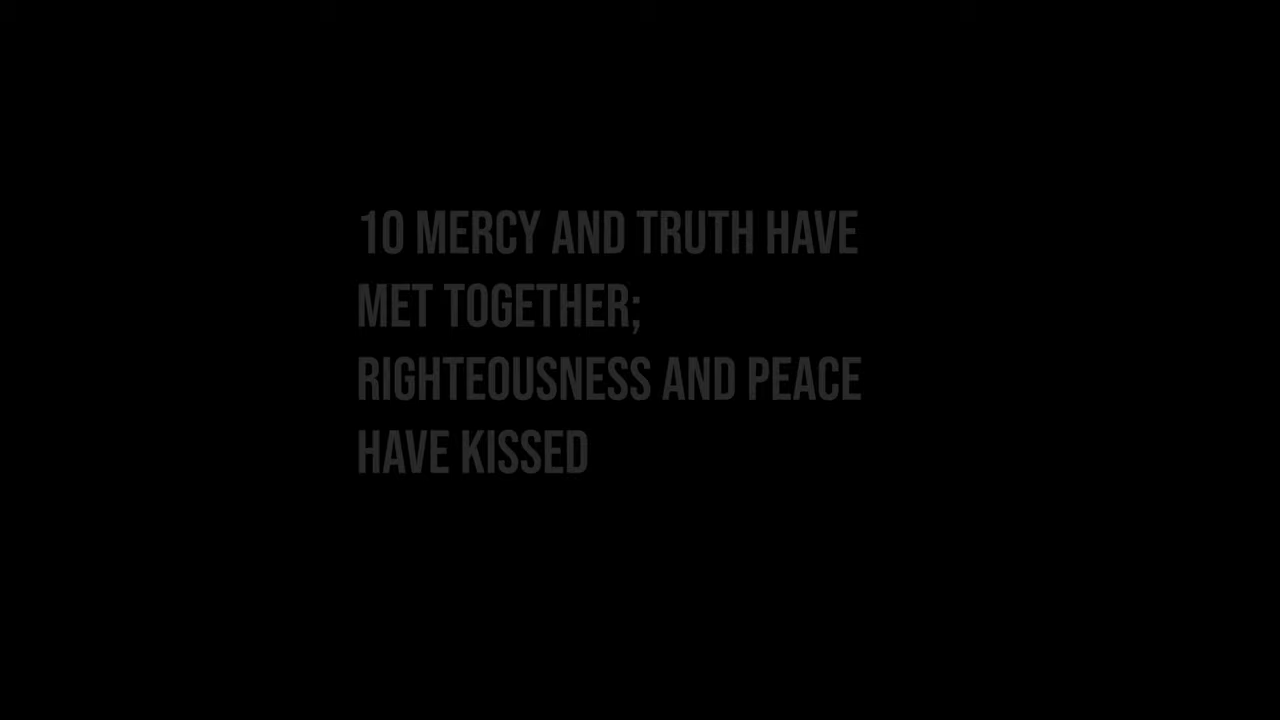 10 MERCY AND TRUTH HAVE
MET TOGETHER;
RIGHTEOUSNESS AND PEACE
HAVE KISSED